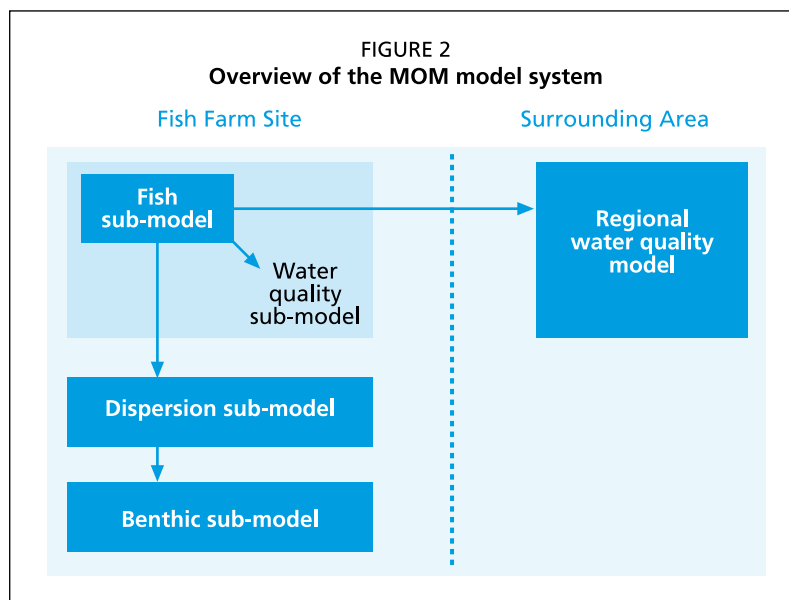 FIGURE 2
Overview of the MOM model system
Fish Farm Site
Surrounding Area
Fish
sub-model
Water
quality
sub-model
Regional
water quality
model
Dispersion sub-model
Benthic sub-model